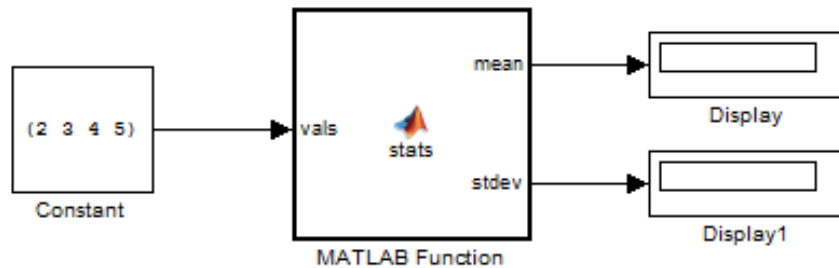 (2 3 4 5)
Constant
vals
stats
mean
stdev
MATLAB Function
Display
Display1